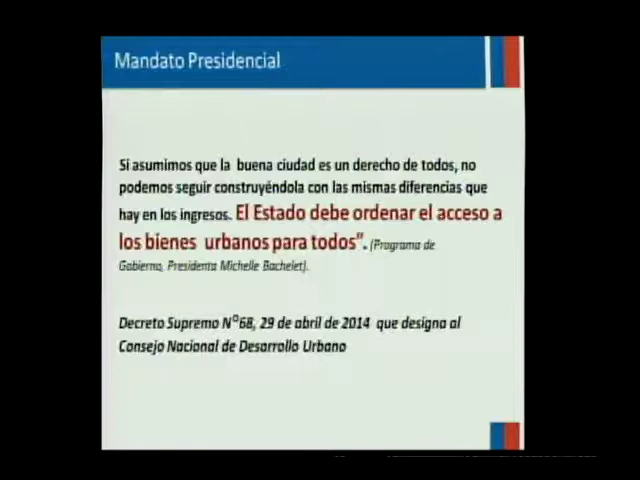 Mandato Presidencial
Si asumimos que la buena ciudad es un derecho de todos, no
podemos seguir construyéndola con las mismas diferencias que
hay en los ingresos. El Estado debe ordenar el acceso a
los bienes urbanos para todos”. (Programa de
Gobierno, Presidenta Michelle Bachelet).
Decreto Supremo N°68, 29 de abril de 2014 que designa al
Consejo Nacional de Desarrollo Urbano